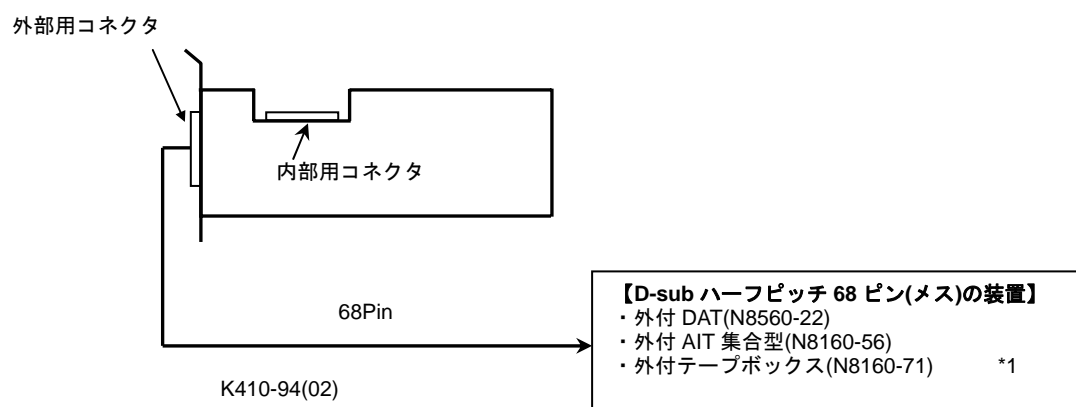 外部用コネクタ
内部用コネクタ
68Pin
K410-94(02)
【D-sub ハーフピッチ 68 ピン(メス)の装置】
・外付 DAT(N8560-22)
・外付 AIT 集合型(N8160-56)
・外付テープボックス(N8160-71) *1